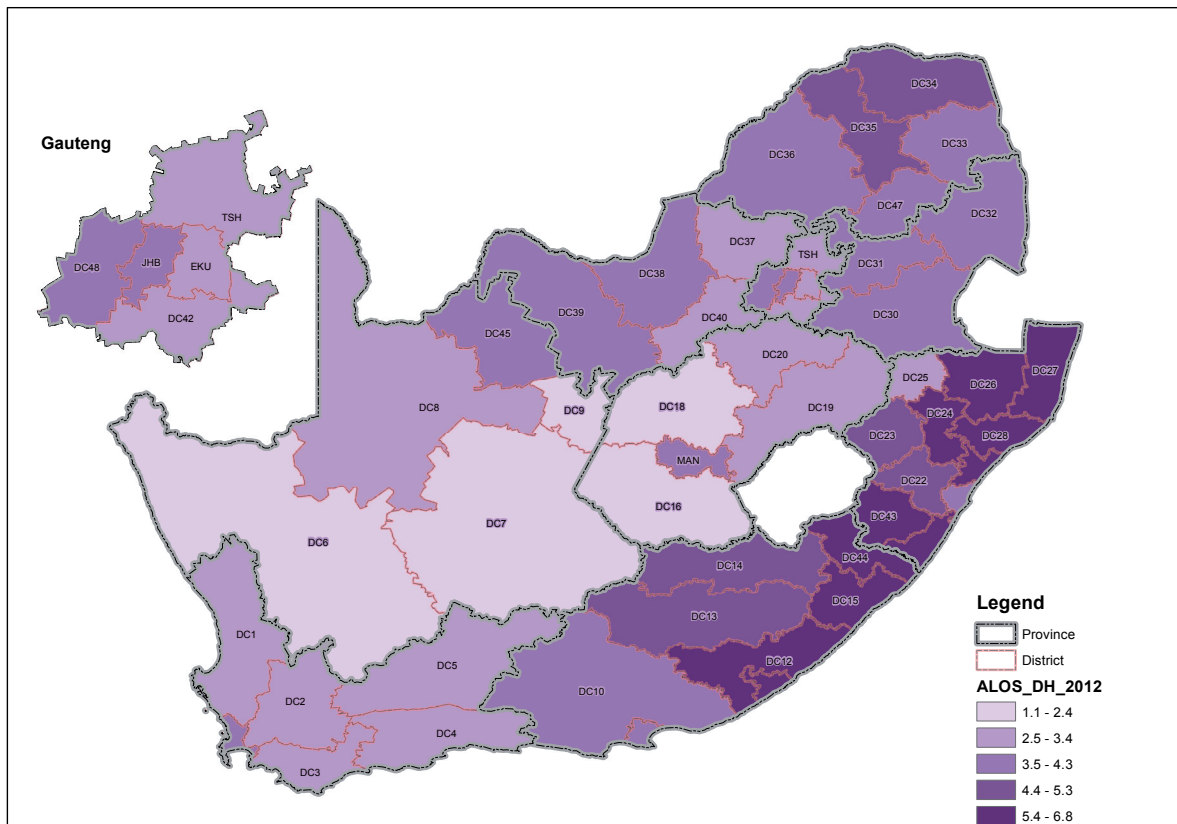 Gauteng
TSH
DC48
JHB
EKU
DC42
DC34
DC35
DC36
DC33
DC47
DC32
DC37
TSH
DC38
DC31
DC39
DC45
DC40
DC30
DC20
DC25
DC26
DC27
DC8
DC9
DC18
DC19
DC24
DC23
DC28
MAN
DC22
DC16
DC43
DC7
DC6
DC44
DC14
DC15
DC13
DC1
DC12
DC5
DC10
DC2
DC4
DC3
Legend
Province
District
ALOS_DH_2012
1.1 - 2.4
2.5 - 3.4
3.5 - 4.3
4.4 - 5.3
5.4 - 6.8